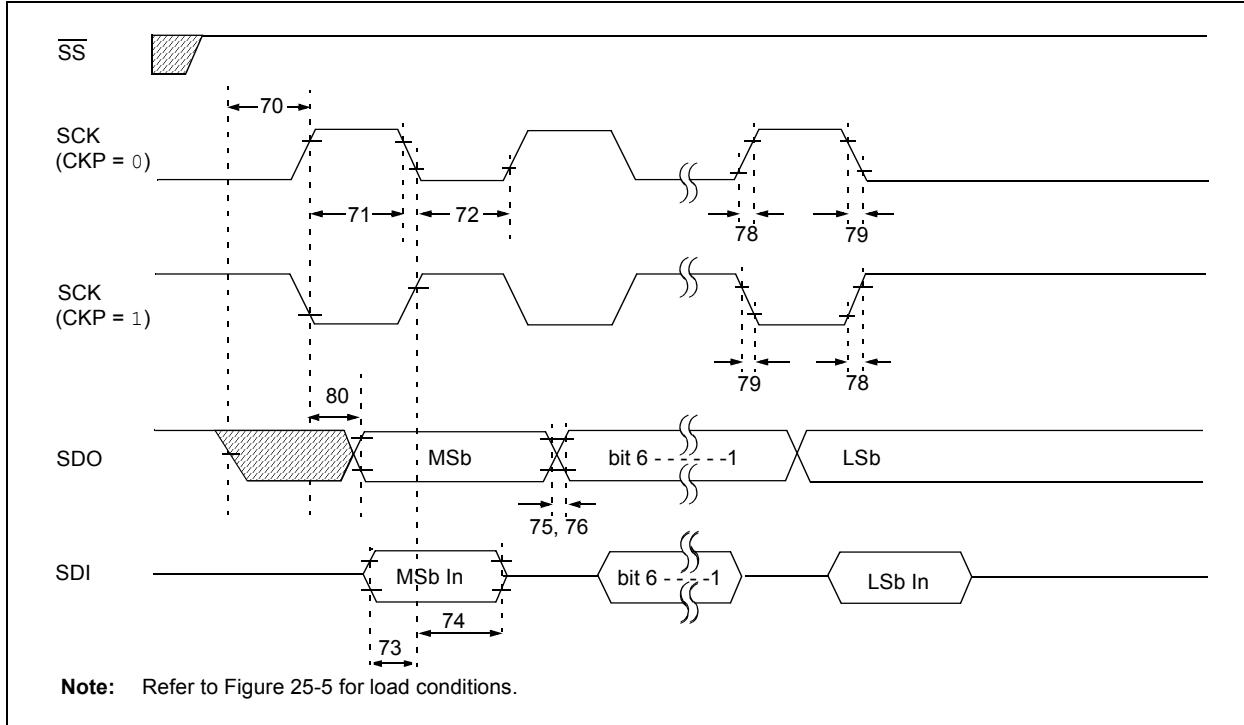 SS
70
SCK
(CKP = 0)
71
72
78
79
SCK
(CKP = 1)
79
78
80
SDO
MSb
bit 6 - - - - - -1
LSb
75, 76
SDI
MSb In
bit 6 - - - - -1
LSb In
74
73
Note: Refer to Figure 25-5 for load conditions.